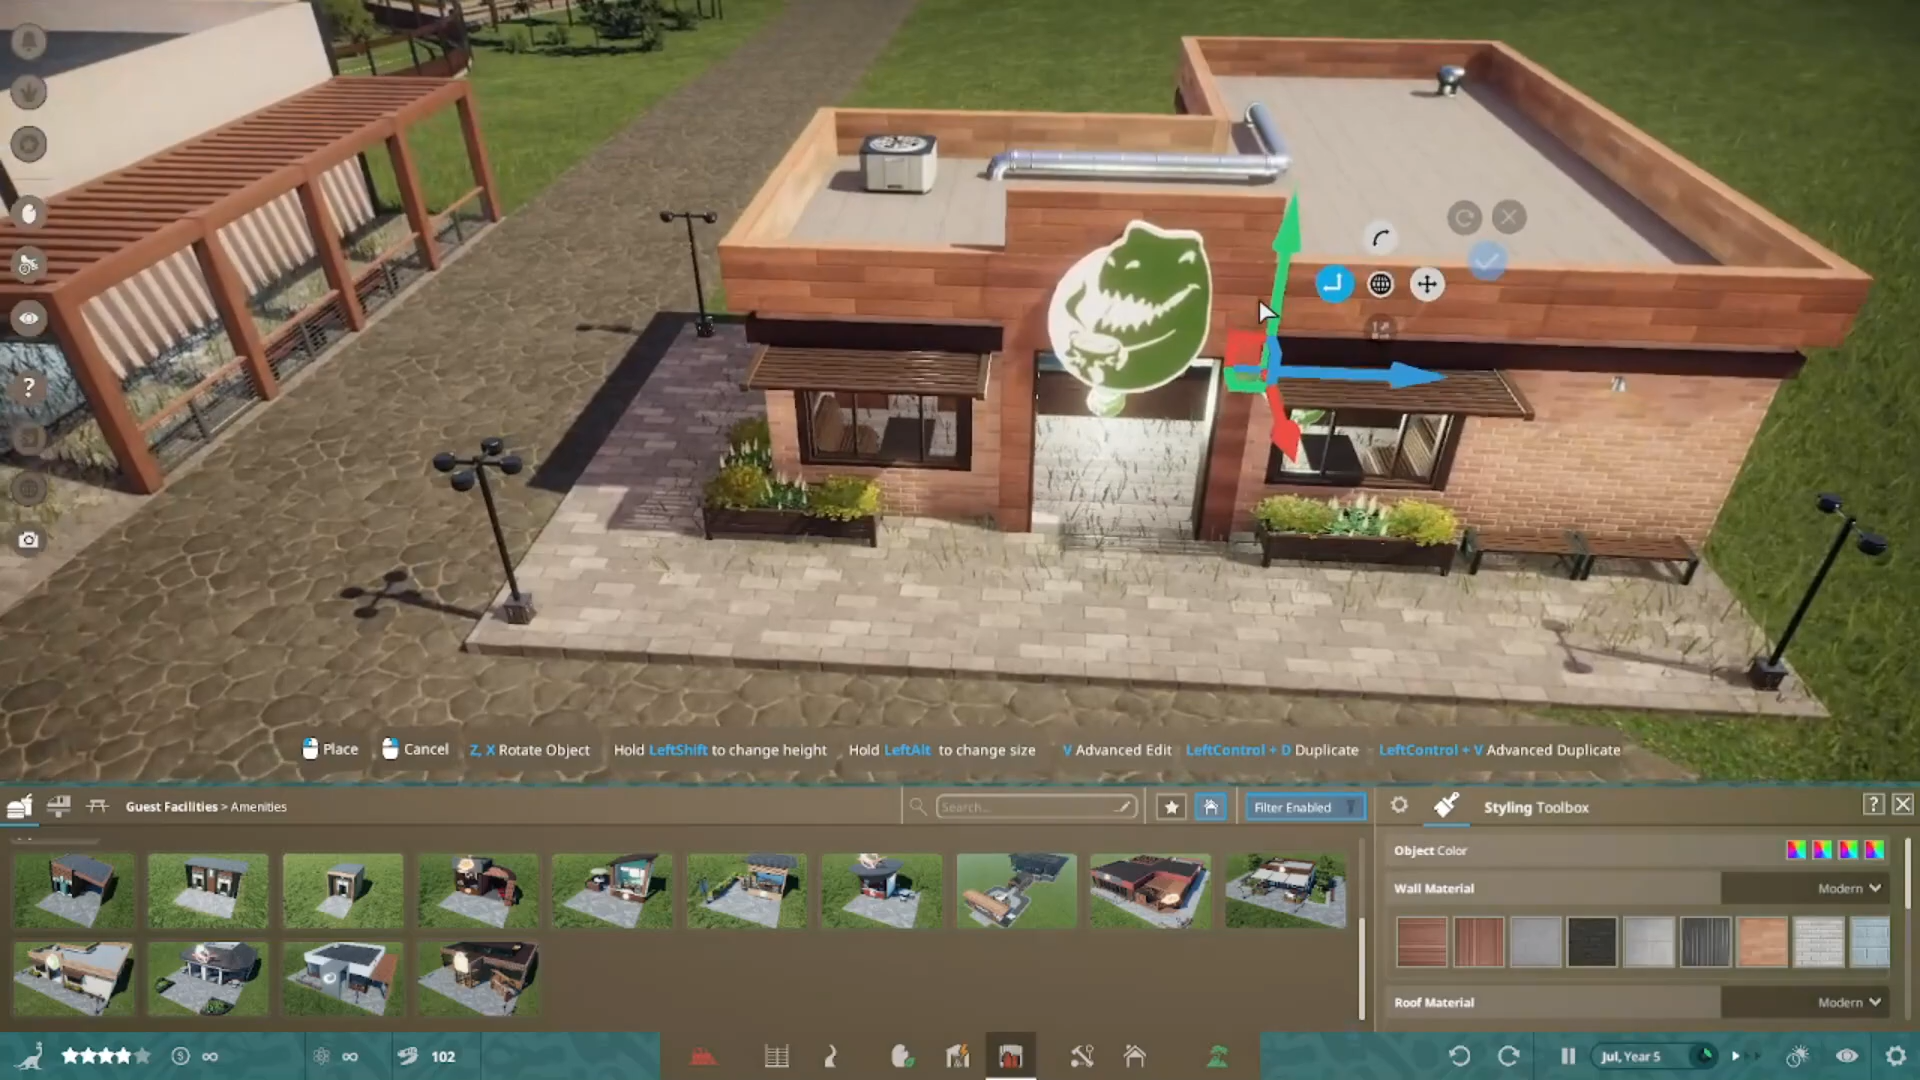 Place Cancel Z, X Rotate Object Hold LeftShift to change height Hold LeftAlt to change size V Advanced Edit LeftControl + D Duplicate LeftControl + V Advanced Duplicate
Guest Facilities > Amenities Search... Filter Enabled Styling Toolbox ?
Object Color
Wall Material Modern
Roof Material Modern
$ ∞ ∞ 102 Jul, Year 5